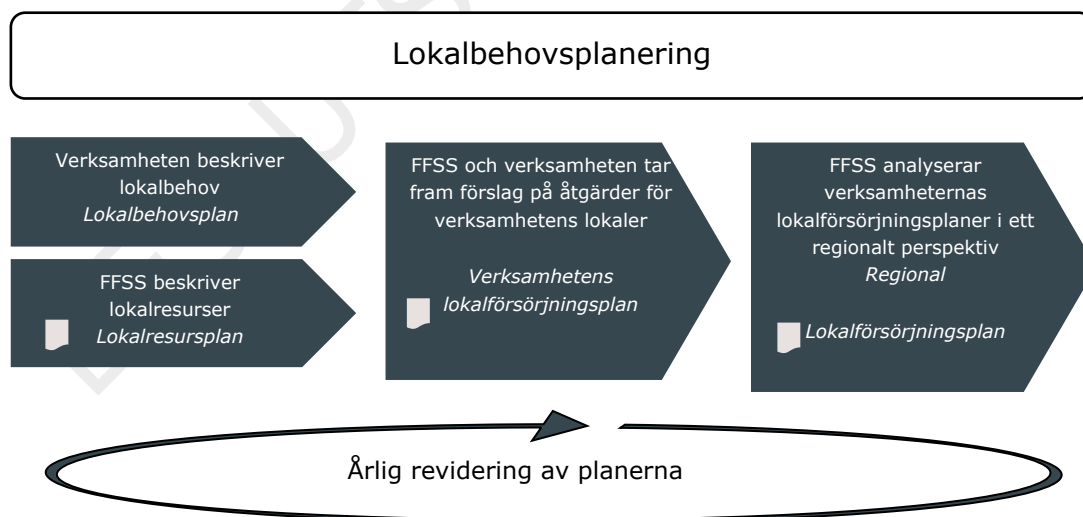 Lokalbehovsplanering
Verksamheten beskriver
lokalbehov
Lokalbehovsplan
FFSS beskriver
lokalresurser
Lokalresursplan
FFSS och verksamheten tar
fram förslag på åtgärder för
verksamhetens lokaler
Verksamhetens
lokalförsörjningsplan
FFSS analyserar
verksamheternas
lokalförsörjningsplaner i ett
regionalt perspektiv
Regional
Lokalförsörjningsplan
Årlig revidering av planerna